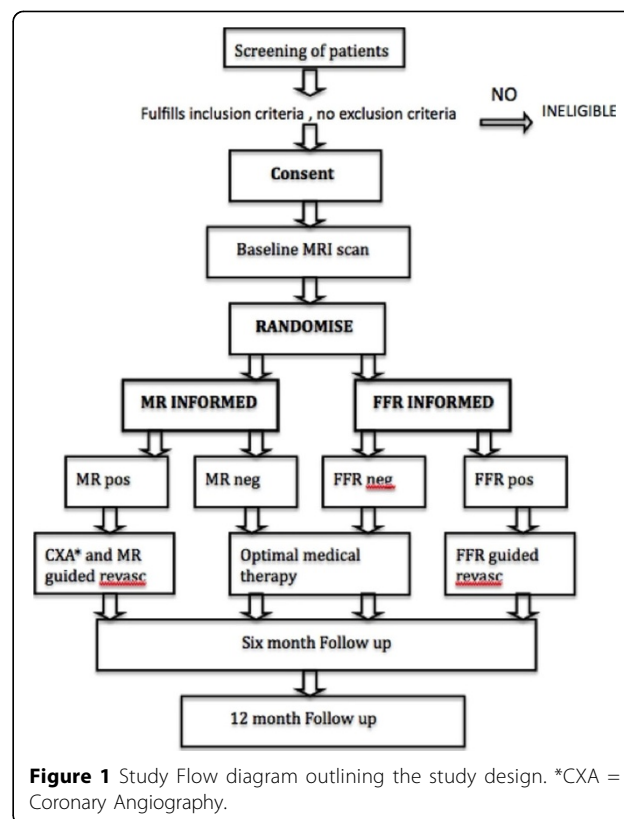 Screening of patients
Fulfills inclusion criteria , no exclusion criteria
NO
INELIGIBLE
Consent
Baseline MRI scan
RANDOMISE
MR INFORMED
FFR INFORMED
MR pos
MR neg
FFR neg
FFR pos
CXA* and MR
guided revasc
Optimal medical
therapy
FFR guided
revasc
Six month Follow up
12 month Follow up
Figure 1 Study Flow diagram outlining the study design. *CXA =
Coronary Angiography.